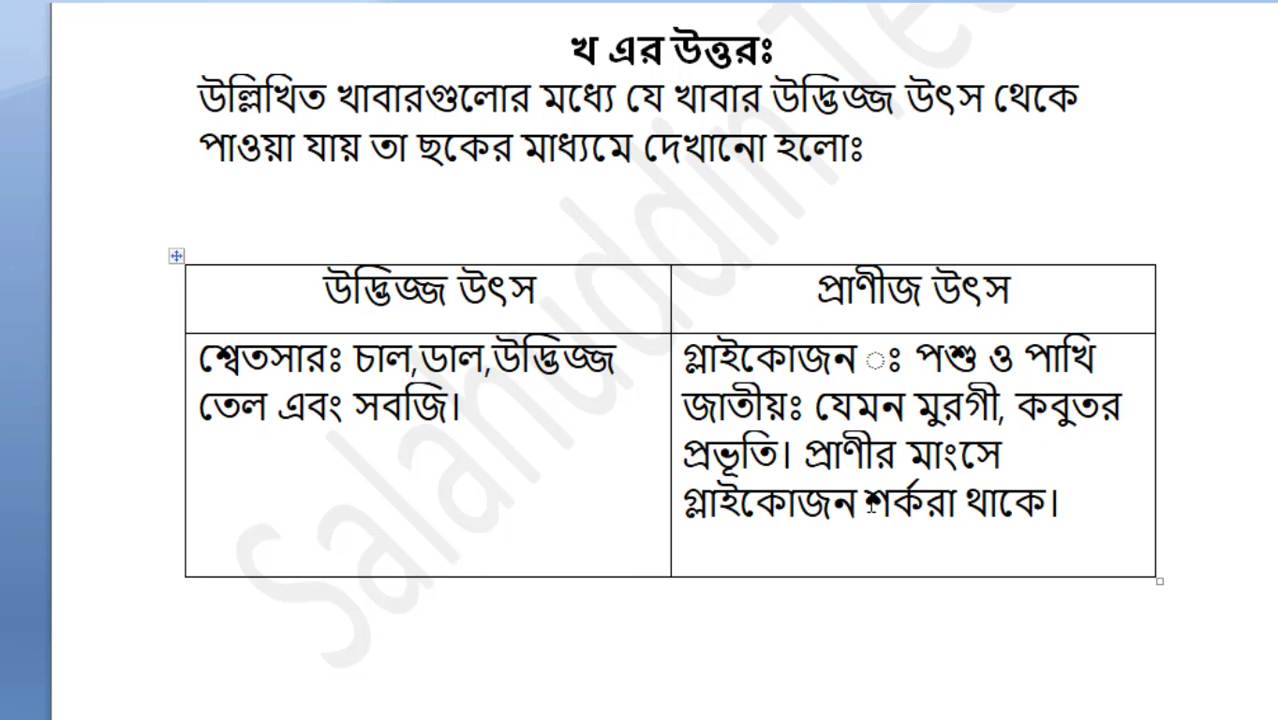 খ এর উত্তরঃ
উল্লিখিত খাবারগুলোর মধ্যে যে খাবার উদ্ভিজ্জ উৎস থেকে
পাওয়া যায় তা ছকের মাধ্যমে দেখানো হলোঃ
উদ্ভিজ্জ উৎস
প্রাণীজ উৎস
শ্বেতসারঃ চাল,ডাল,উদ্ভিজ্জ
তেল এবং সবজি।
গ্লাইকোজন ঃ পশু ও পাখি
জাতীয়ঃ যেমন মুরগী, কবুতর
প্রভূতি। প্রাণীর মাংসে
গ্লাইকোজন শর্করা থাকে।
Salahuddin